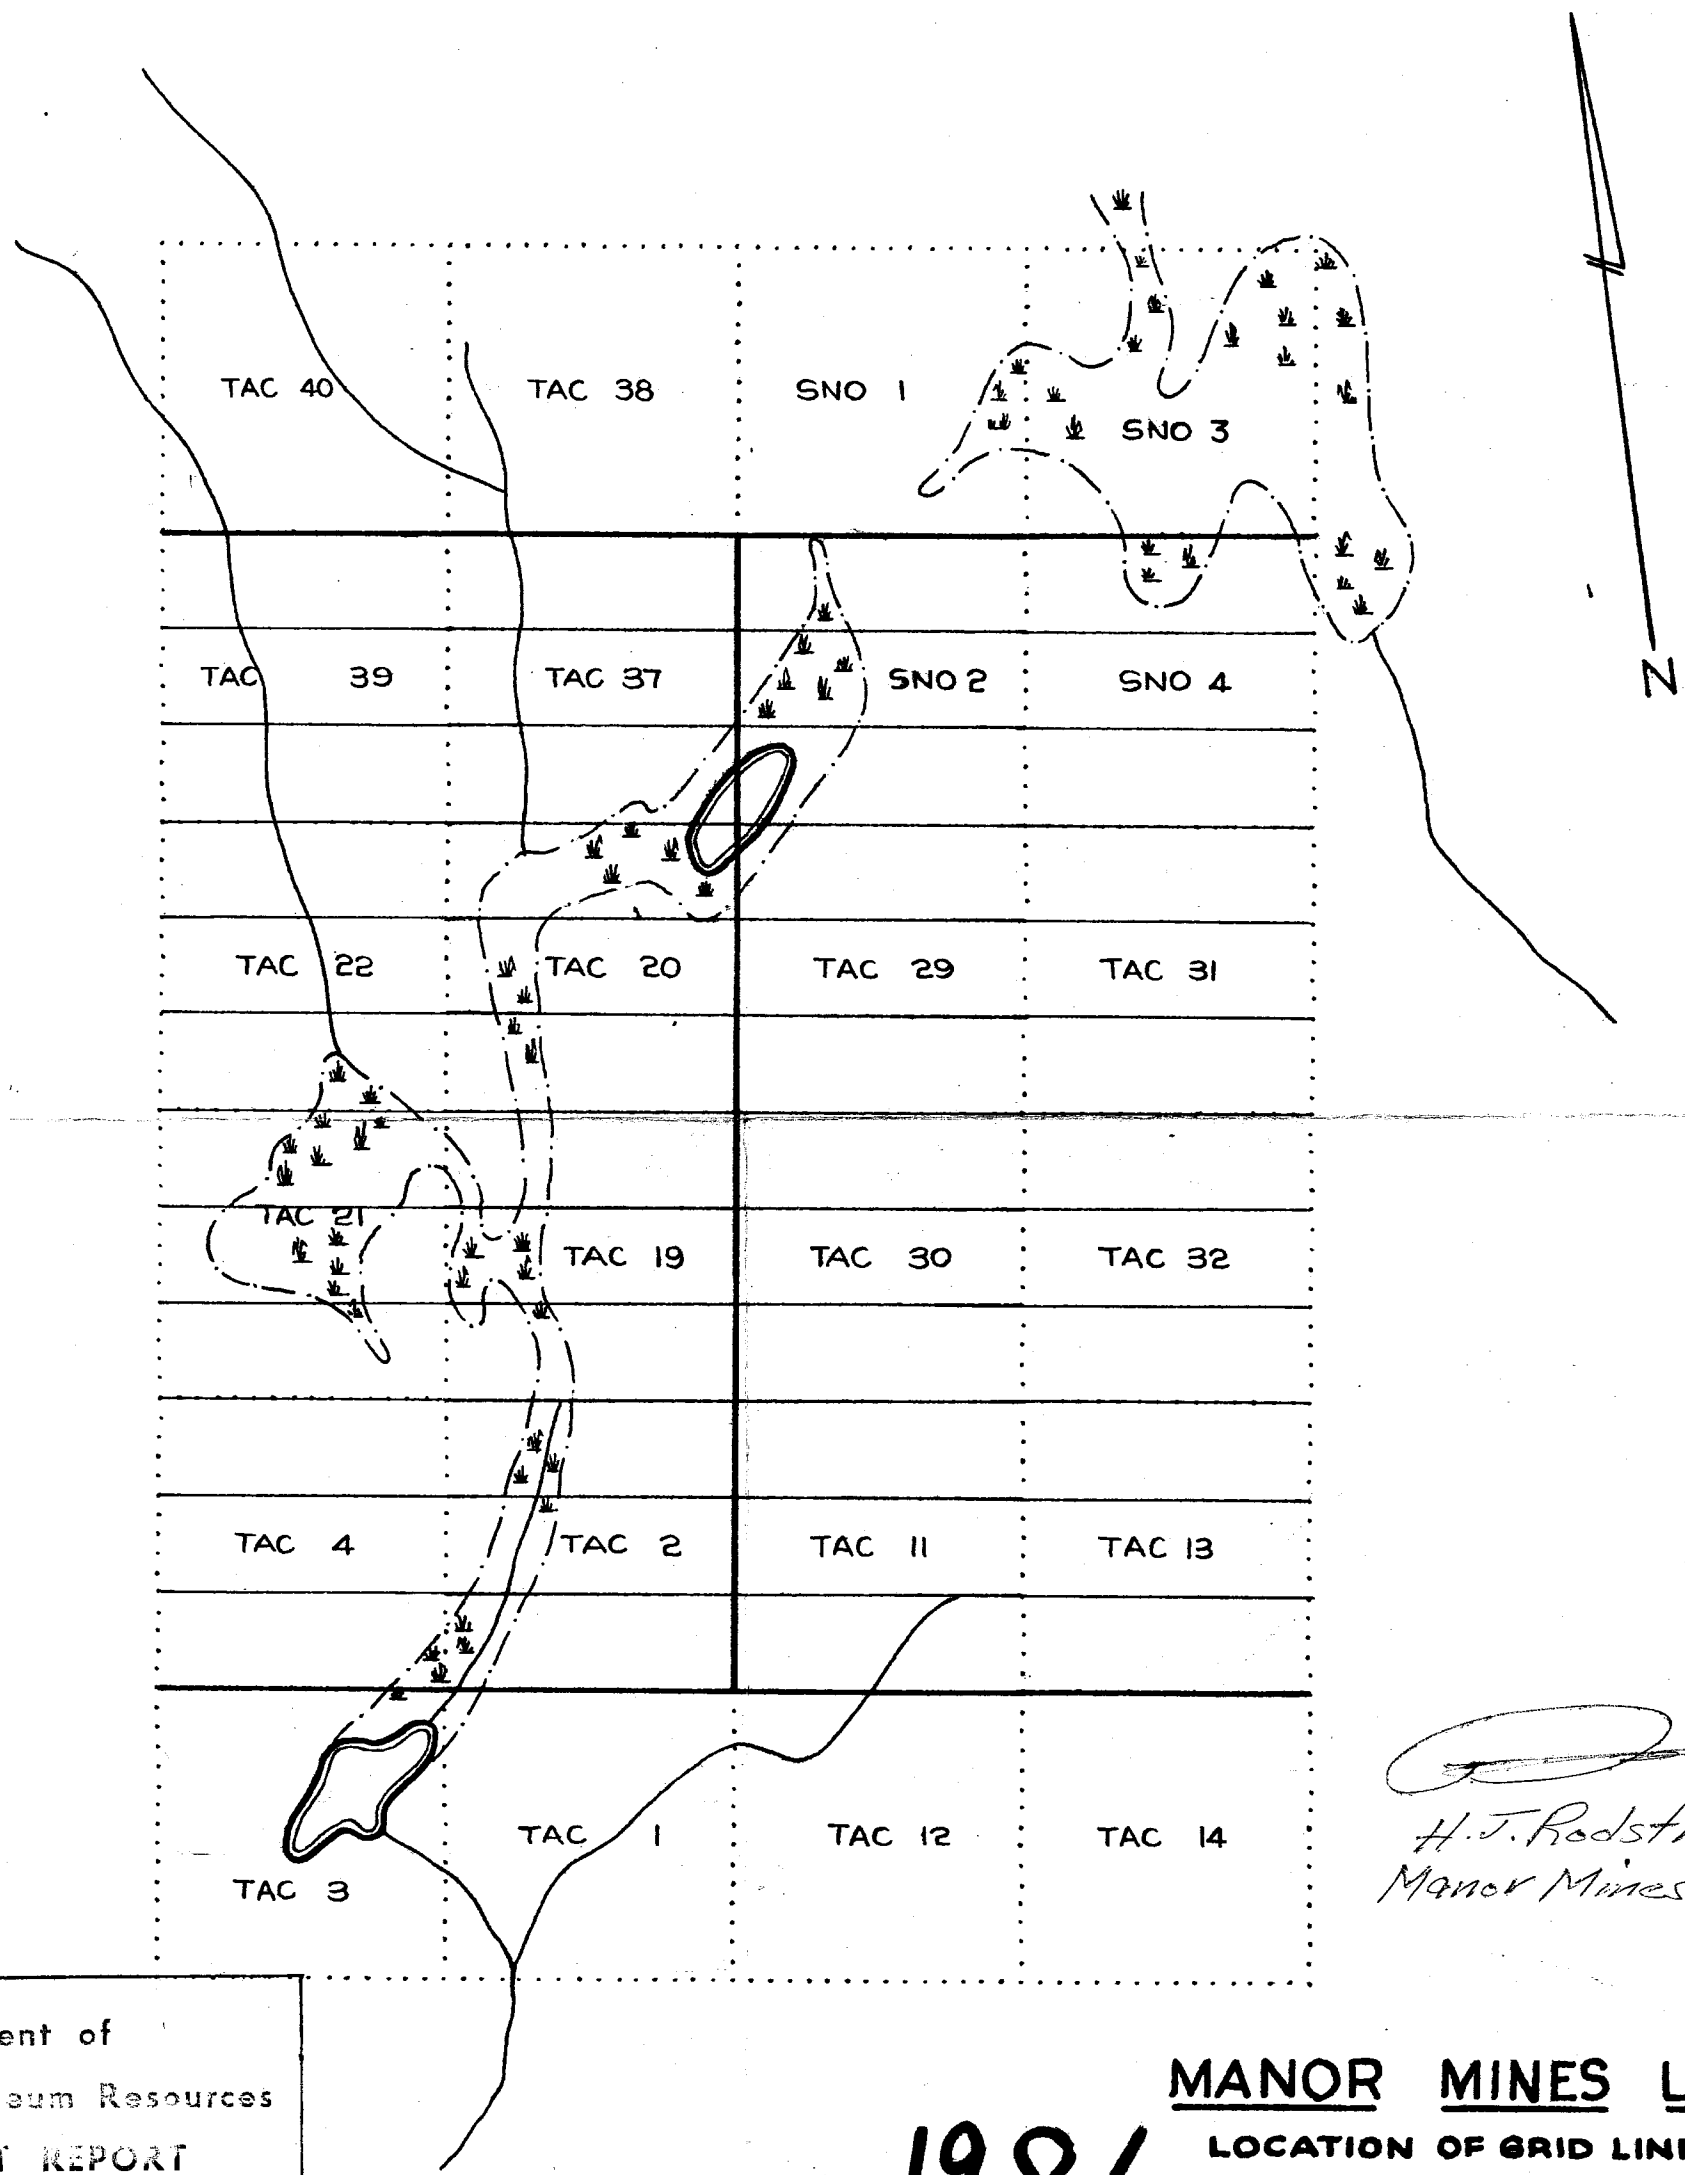 TAC 40 TAC 38 SNO 1
SNO 3
TAC 39 TAC 37 SNO 2 SNO 4
N
TAC 22 TAC 20 TAC 29 TAC 31
TAC 21
TAC 19 TAC 30 TAC 32
TAC 4 TAC 2 TAC 11 TAC 13
TAC 1 TAC 12 TAC 14
TAC 3
H.J. Rodst
Manor Mines
ent of
eum Resources
T REPORT
MANOR MINES L
LOCATION OF GRID LIN